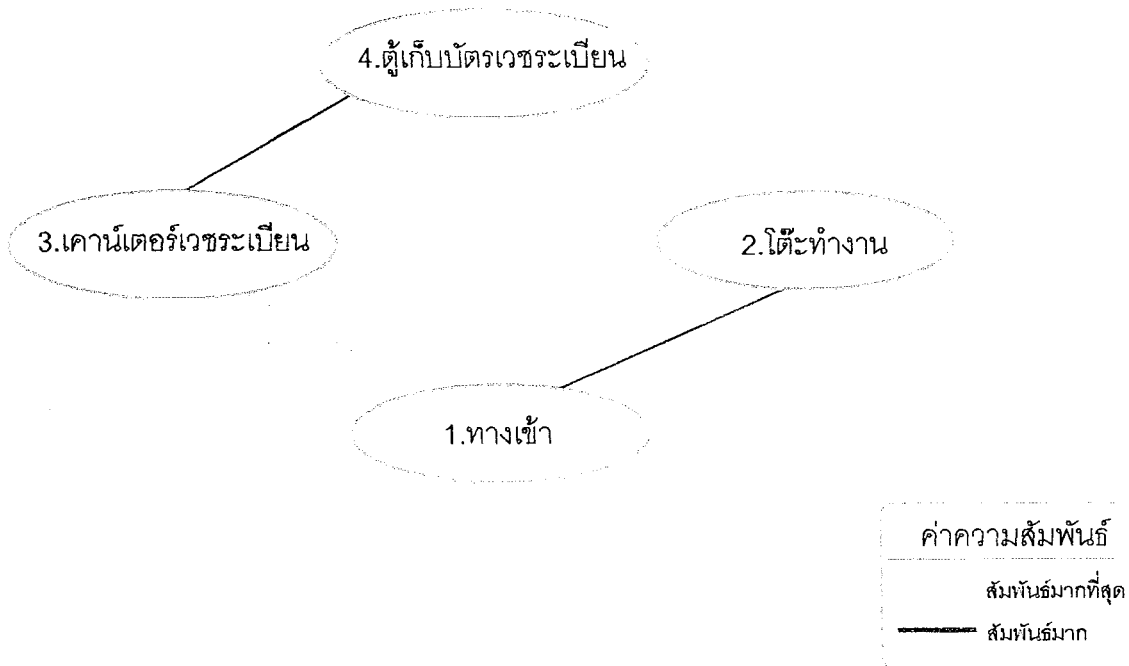 4.ตู้เก็บบัตรเวชระเบียน
3.เคาน์เตอร์เวชระเบียน
2.โต๊ะทำงาน
1.ทางเข้า
ค่าความสัมพันธ์
สัมพันธ์มากที่สุด
สัมพันธ์มาก